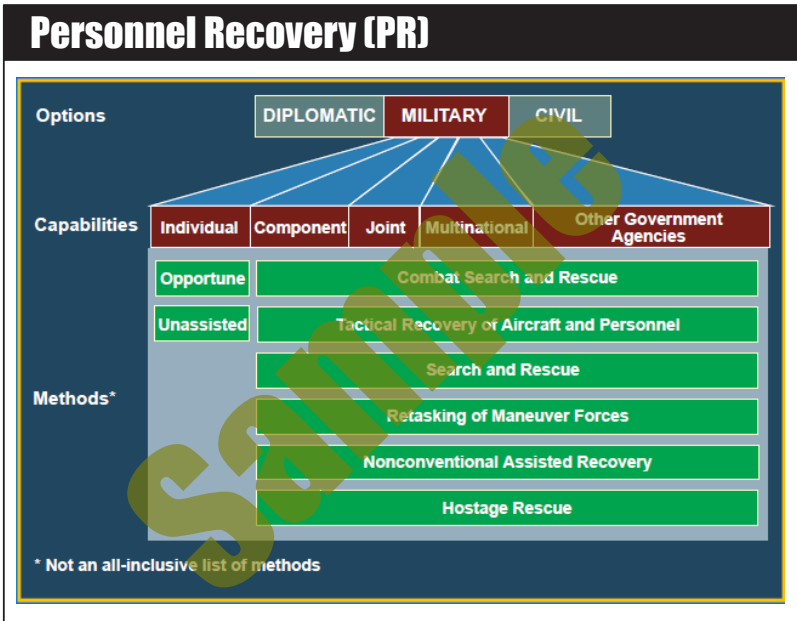 Personnel Recovery (PR)
Options
DIPLOMATIC
MILITARY
CIVIL
Capabilities
Individual
Component
Joint
Multinational
Other Government
Agencies
Opportune
Combat Search and Rescue
Unassisted
Tactical Recovery of Aircraft and Personnel
Search and Rescue
Methods*
Retasking of Maneuver Forces
Nonconventional Assisted Recovery
Hostage Rescue
* Not an all-inclusive list of methods
Sample